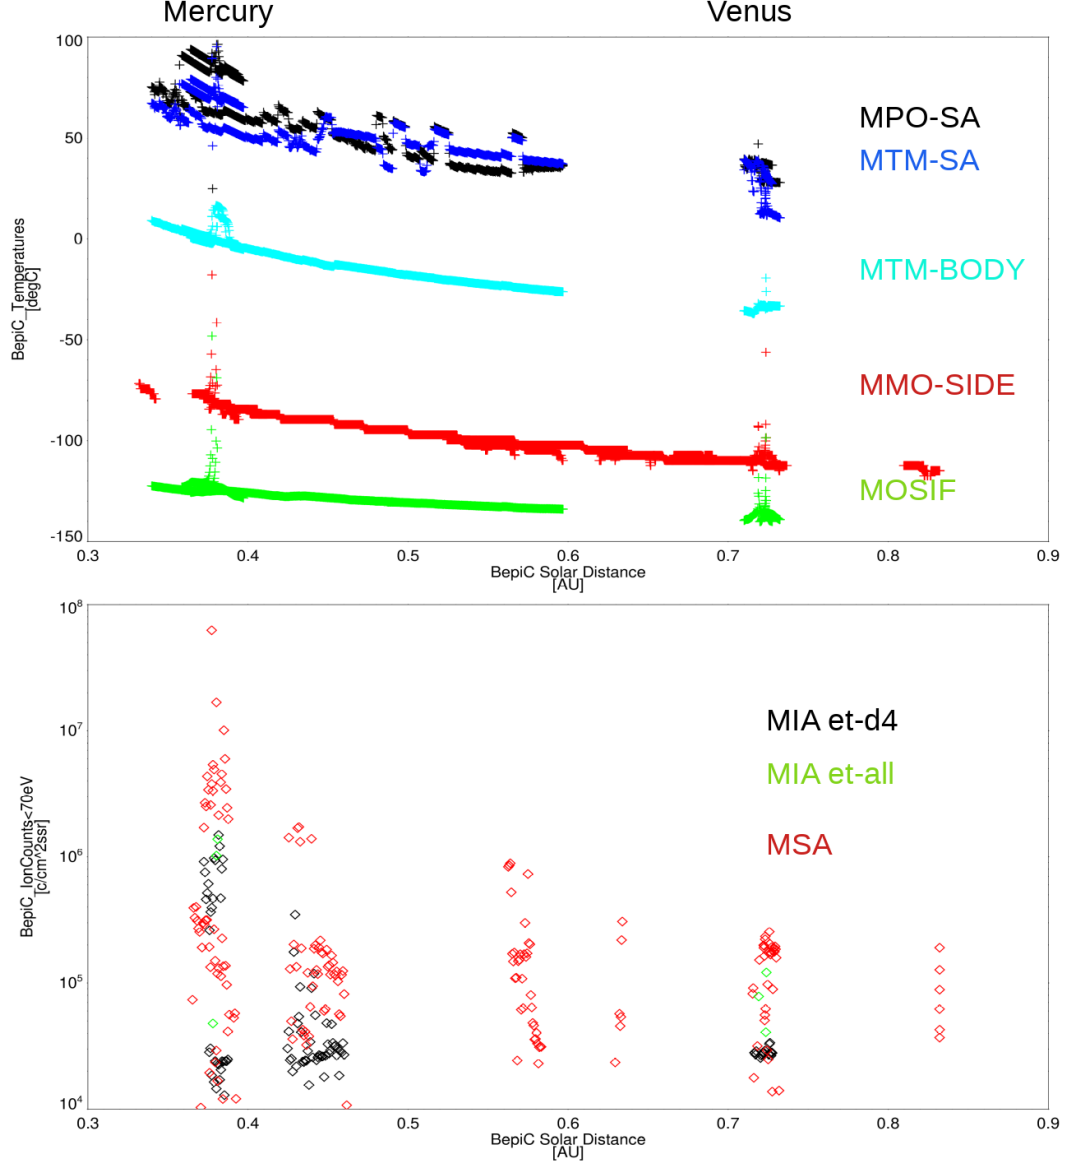 Mercury Venus
100
50
0
-50
-100
-150
BepiC_Temperatures
[degC]
MPO-SA
MTM-SA
MTM-BODY
MMO-SIDE
MOSIF
0.3 0.4 0.5 0.6 0.7 0.8 0.9
BepiC Solar Distance
[AU]
10^8
10^7
10^6
10^5
10^4
BepiC_IonCounts<70eV
[c/cm^2ssr]
MIA et-d4
MIA et-all
MSA
0.3 0.4 0.5 0.6 0.7 0.8 0.9
BepiC Solar Distance
[AU]